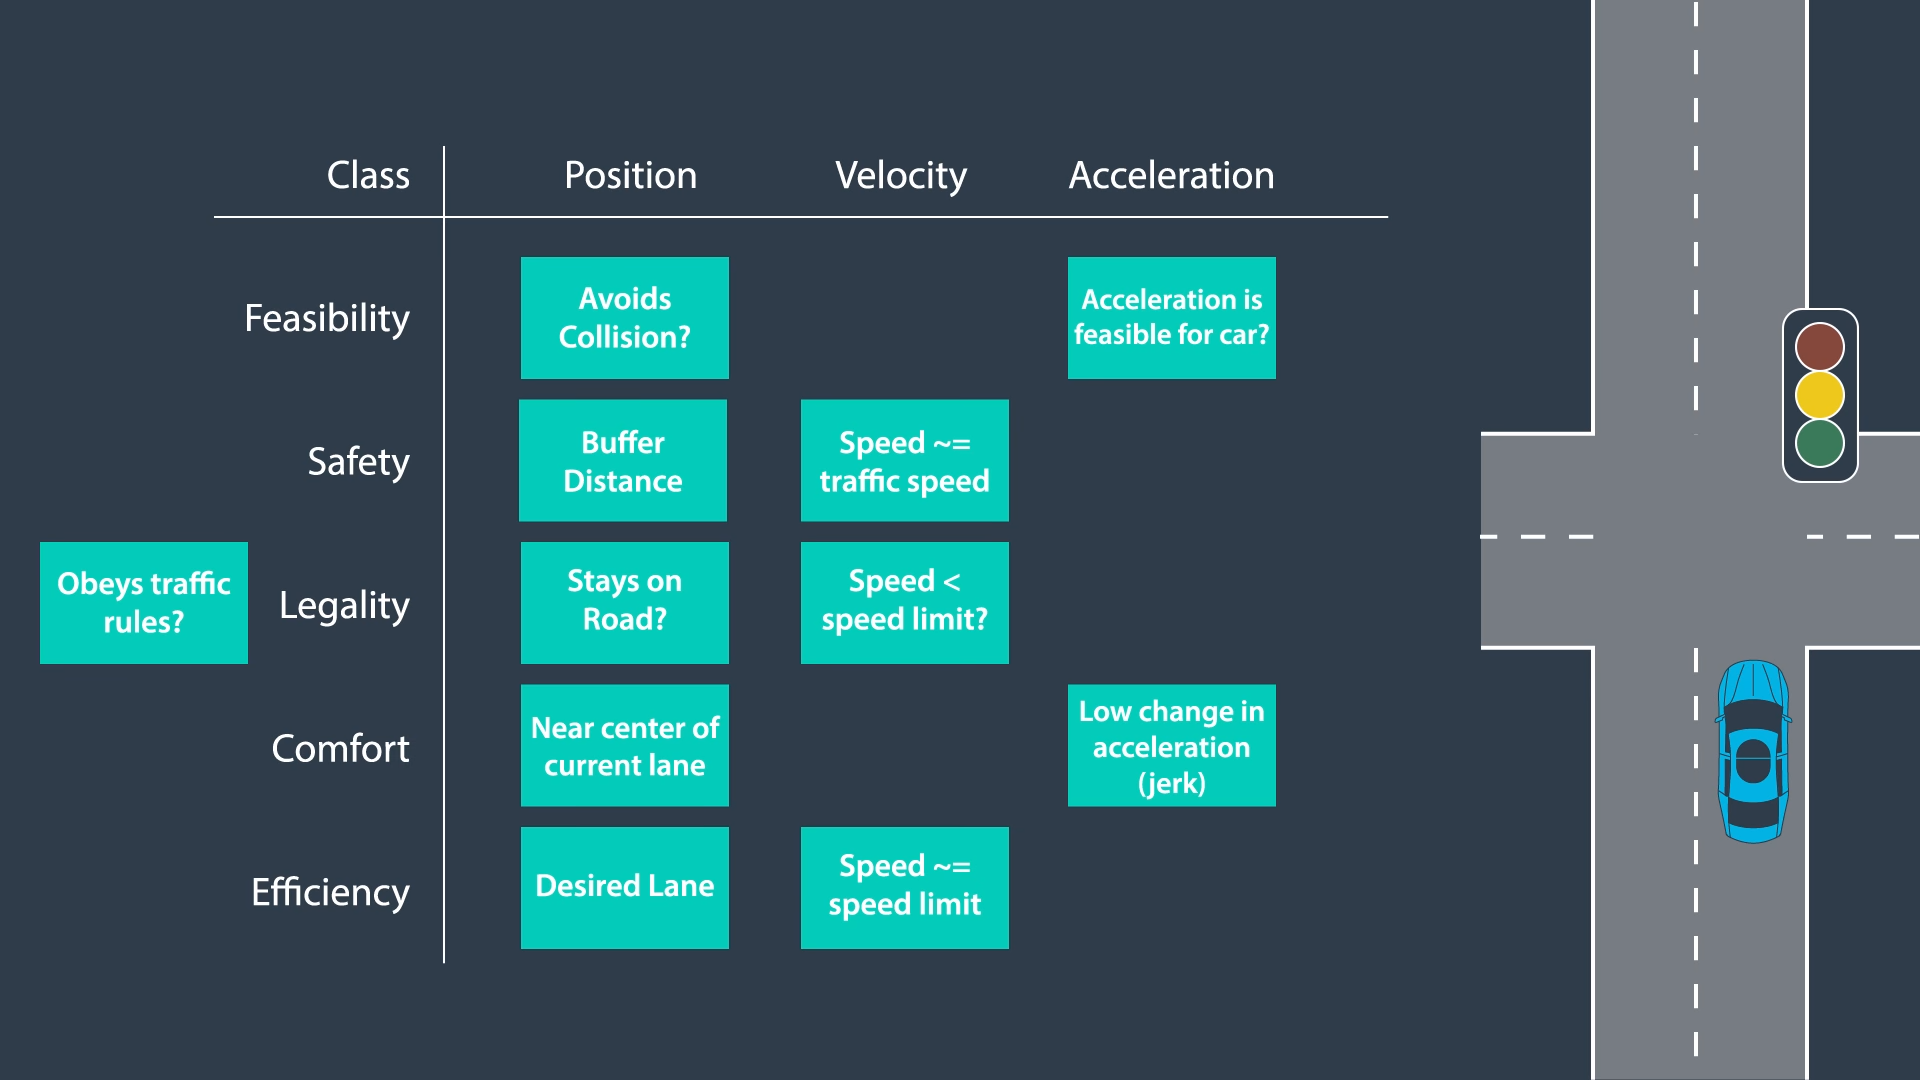 Class
Position
Velocity
Acceleration
Feasibility
Avoids
Collision?
Acceleration is
feasible for car?
Safety
Buffer
Distance
Speed ~=
traffic speed
Obeys traffic
rules?
Legality
Stays on
Road?
Speed <
speed limit?
Comfort
Near center of
current lane
Low change in
acceleration
(jerk)
Efficiency
Desired Lane
Speed ~=
speed limit